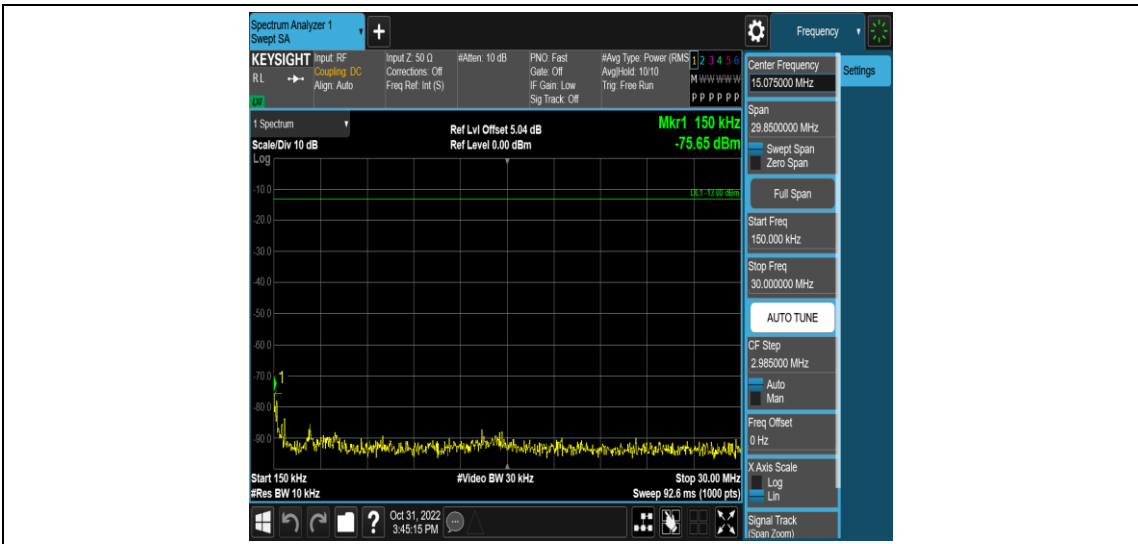 Spectrum Analyzer 1
Swept SA
+
Frequency
KEYSIGHT
RL
LXI
Input: RF
Coupling: DC
Align: Auto
Input Z: 50 Ω
Corrections: Off
Freq Ref: Int (S)
#Atten: 10 dB
PNO: Fast
Gate: Off
IF Gain: Low
Sig Track: Off
#Avg Type: Power (RMS
Avg|Hold: 10/10
Trig: Free Run
1 2 3 4 5 6
M W W W W W
P P P P P P
Center Frequency
15.075000 MHz
Settings
Span
29.8500000 MHz
Swept Span
Zero Span
Full Span
Start Freq
150.000 kHz
Stop Freq
30.000000 MHz
AUTO TUNE
CF Step
2.985000 MHz
Auto
Man
Freq Offset
0 Hz
X Axis Scale
Log
Lin
Signal Track
(Span Zoom)
1 Spectrum
Scale/Div 10 dB
Log
Ref Lvl Offset 5.04 dB
Ref Level 0.00 dBm
Mkr1 150 kHz
-75.65 dBm
DL1 -13.00 dBm
-10.0
-20.0
-30.0
-40.0
-50.0
-60.0
-70.0
1
-80.0
-90.0
Start 150 kHz
#Video BW 30 kHz
Stop 30.00 MHz
#Res BW 10 kHz
Sweep 92.6 ms (1000 pts)
?
Oct 31, 2022
3:45:15 PM